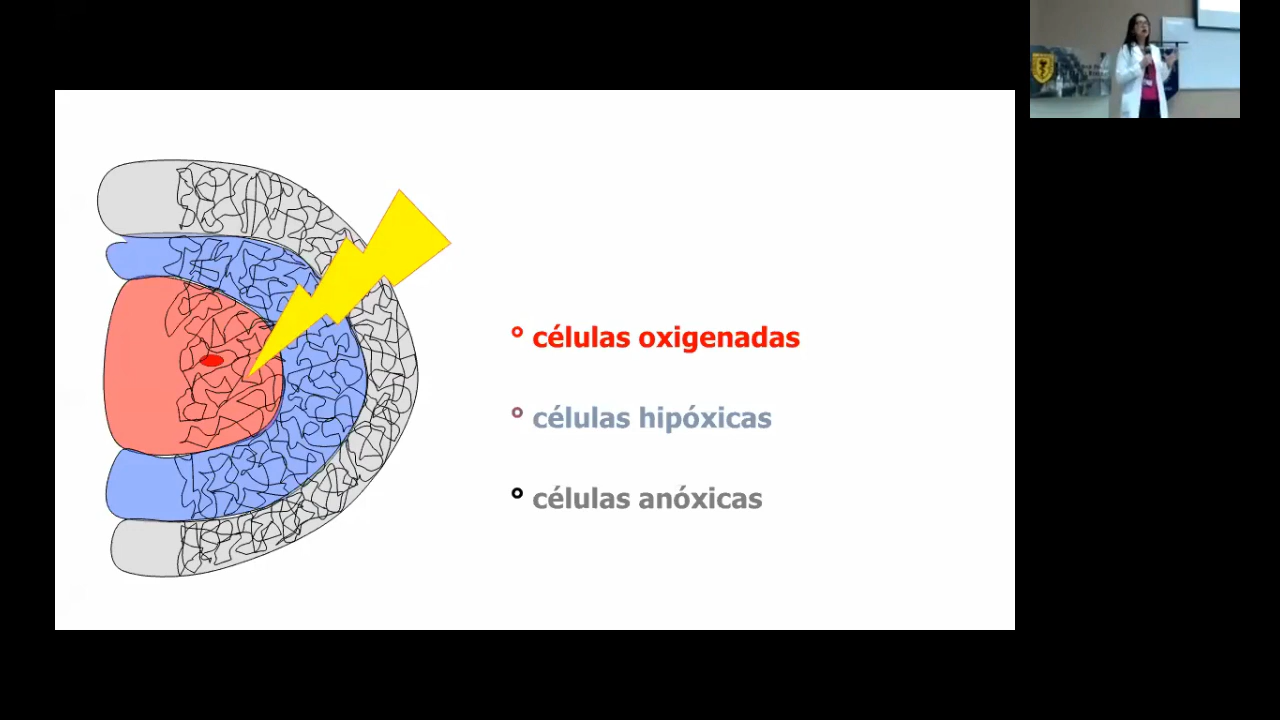 ° células oxigenadas
° células hipóxicas
° células anóxicas